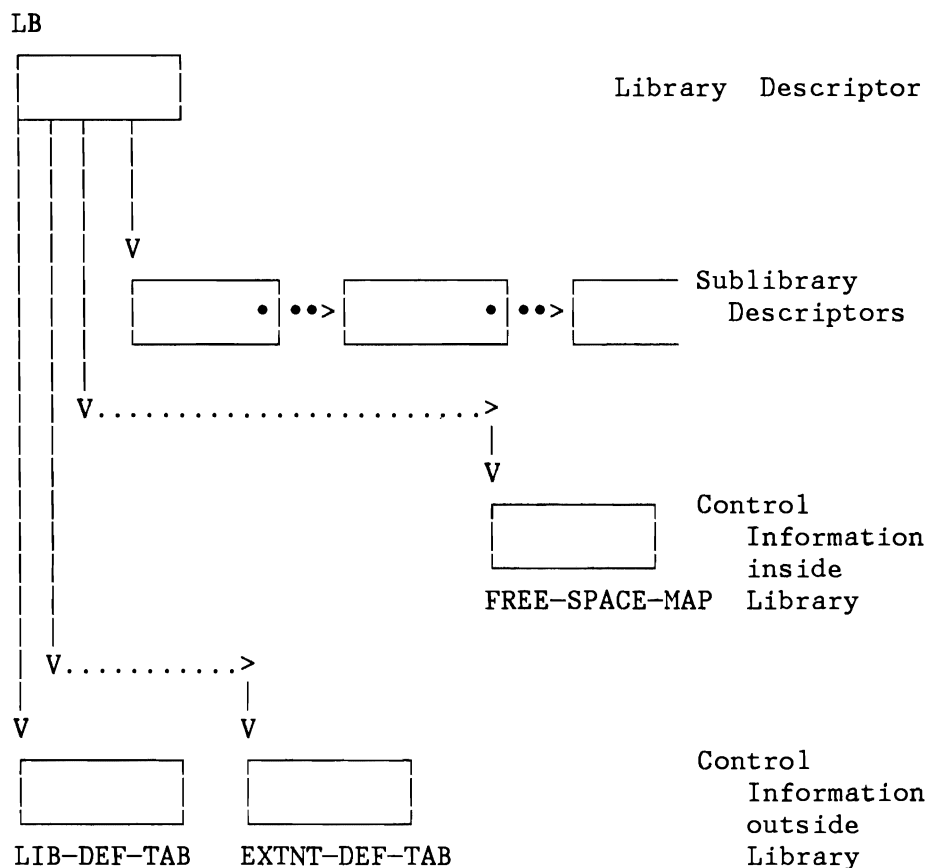 LB
Library Descriptor
Sublibrary
Descriptors
Control
Information
inside
FREE-SPACE-MAP Library
Control
Information
outside
LIB-DEF-TAB EXTNT-DEF-TAB Library